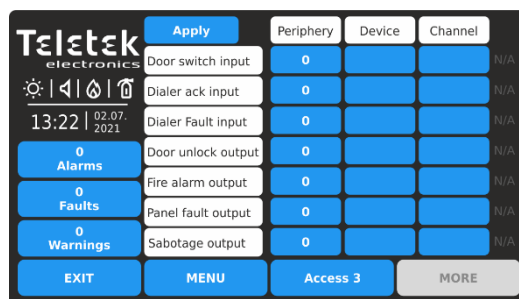 Teletek
electronics
13:22
02.07.
2021
0
Alarms
0
Faults
0
Warnings
Apply Periphery Device Channel
Door switch input 0 N/A
Dialer ack input 0 N/A
Dialer Fault input 0 N/A
Door unlock output 0 N/A
Fire alarm output 0 N/A
Panel fault output 0 N/A
Sabotage output 0 N/A
EXIT MENU Access 3 MORE